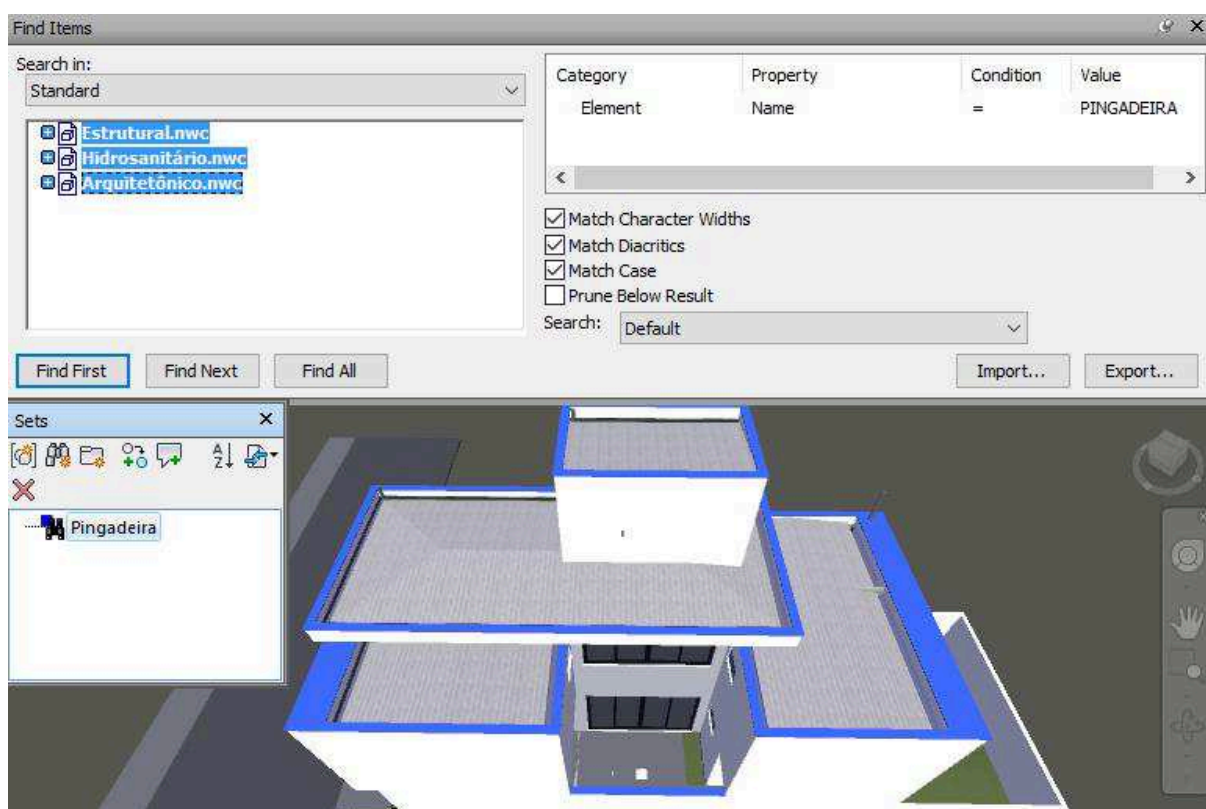 Find Items
Search in:
Standard
Estrutural.nwc
Hidrosanitário.nwc
Arquitetônico.nwc
Category Property Condition Value
Element Name = PINGADEIRA
Match Character Widths
Match Diacritics
Match Case
Prune Below Result
Search: Default
Find First Find Next Find All Import... Export...
Sets
Pingadeira